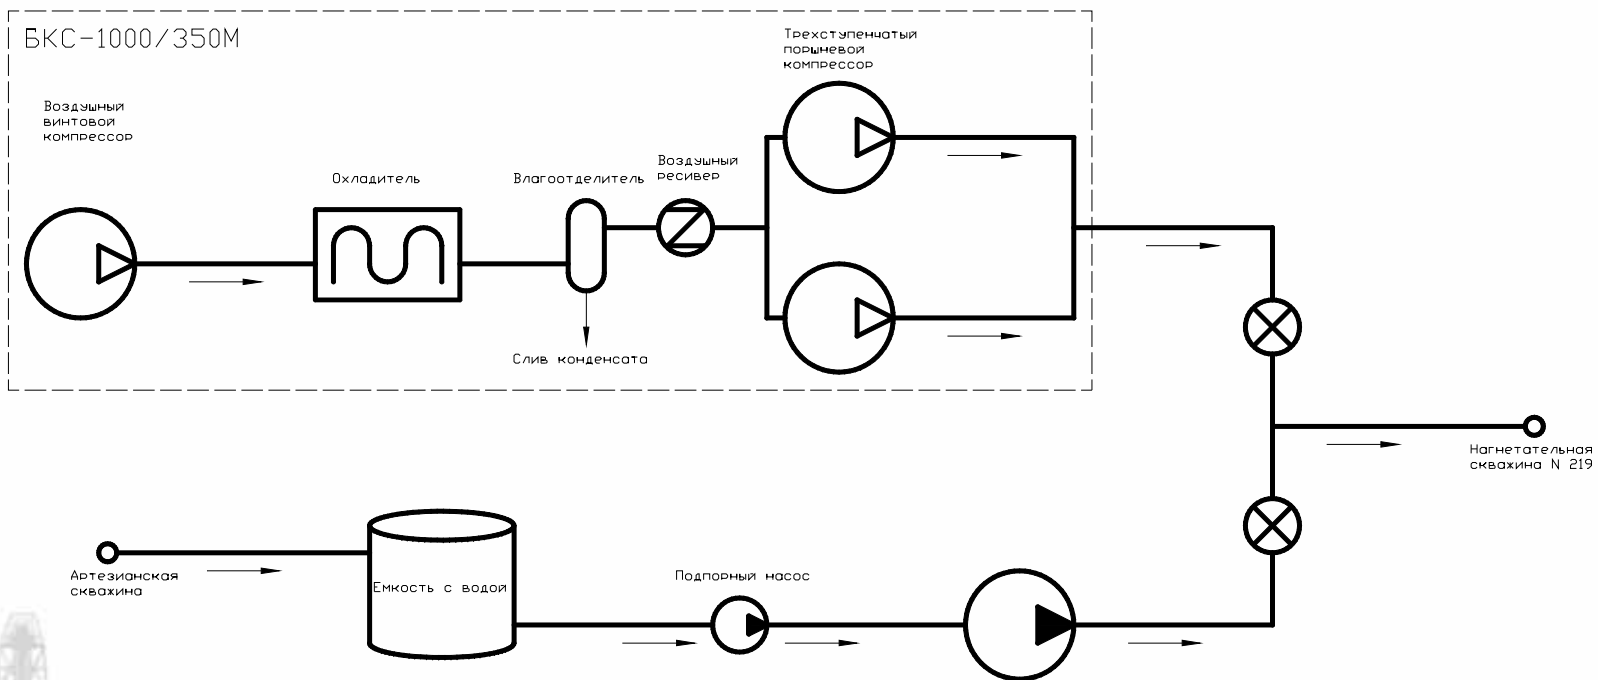 БКС-1000/350М
Воздушный
винтовой
компрессор
Охладитель
Влагоотделитель
Слив конденсата
Воздушный
ресивер
Трехступенчатый
поршневой
компрессор
Нагнетательная
скважина N 219
Артезианская
скважина
Емкость с водой
Подпорный насос